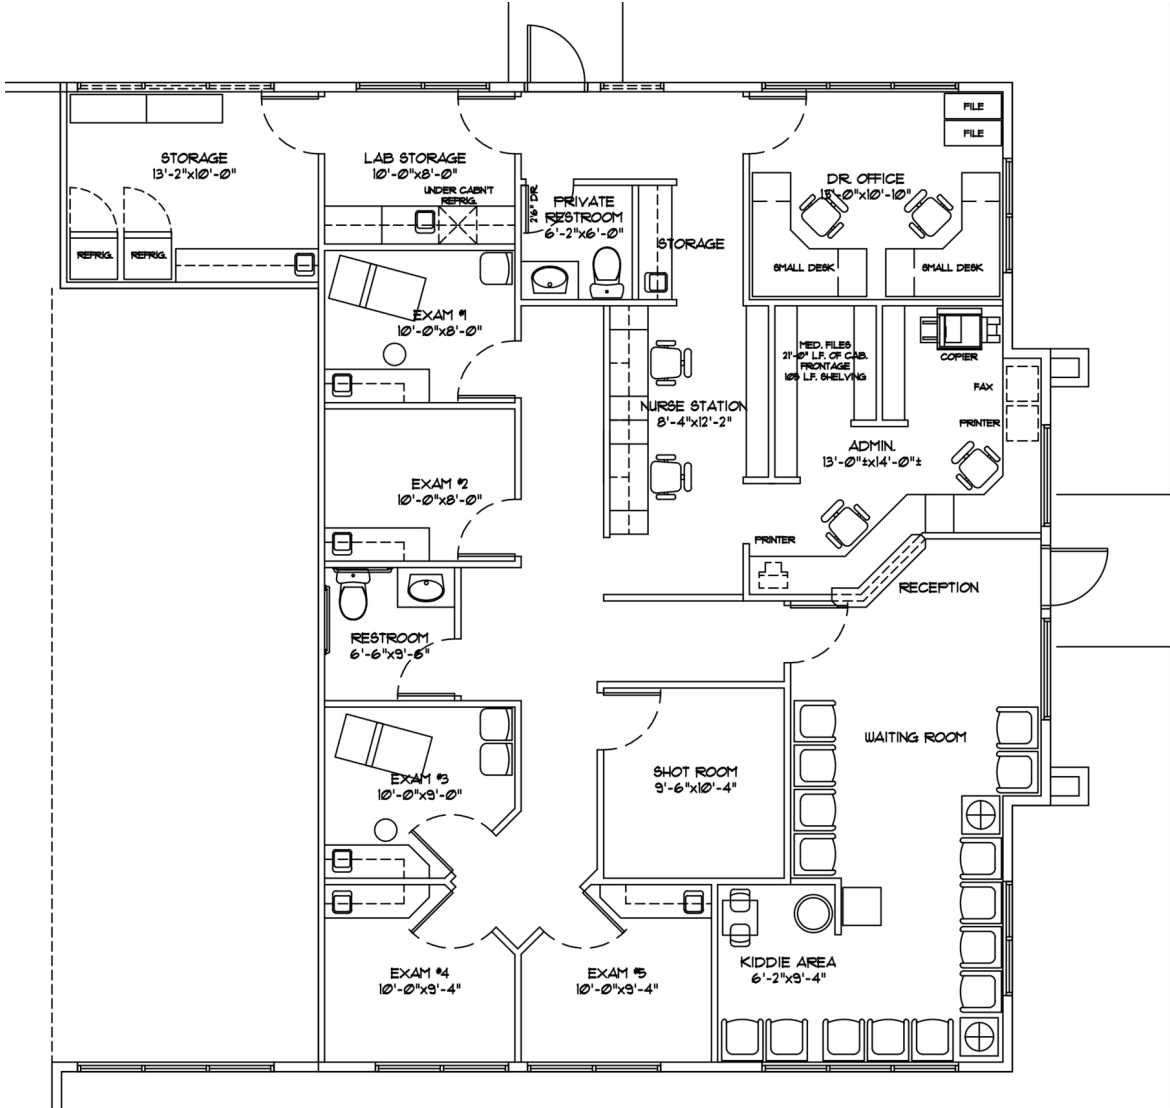 FILE
FILE
STORAGE
13'-2"x10'-0"
LAB STORAGE
10'-0"x8'-0"
UNDER CABN'T
REFRIG.
2'6" DR.
PRIVATE
RESTROOM
6'-2"x6'-0"
STORAGE
DR. OFFICE
13'-0"x10'-10"
REFRIG.
REFRIG.
SMALL DESK
SMALL DESK
EXAM #1
10'-0"x8'-0"
MED. FILES
21'-0" L.F. OF CAB.
FRONTAGE
105 L.F. SHELVING
COPIER
FAX
PRINTER
NURSE STATION
8'-4"x12'-2"
ADMIN.
13'-0"±x14'-0"±
EXAM #2
10'-0"x8'-0"
PRINTER
RECEPTION
RESTROOM
6'-6"x9'-6"
WAITING ROOM
EXAM #3
10'-0"x9'-0"
SHOT ROOM
9'-6"x10'-4"
EXAM #4
10'-0"x9'-4"
EXAM #5
10'-0"x9'-4"
KIDDIE AREA
6'-2"x9'-4"